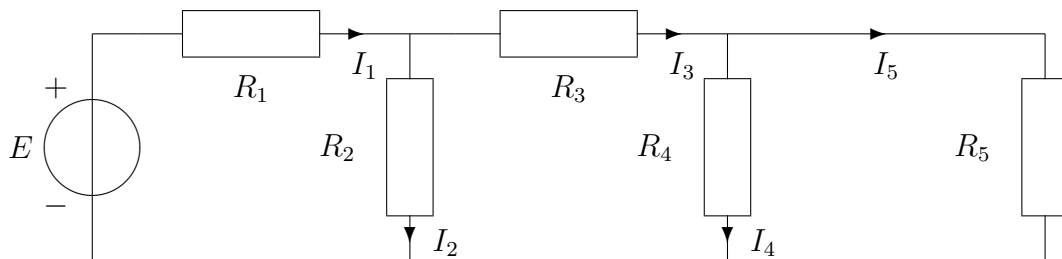 I₁ I₃ I₅
R₁ R₃
+
E R₂ R₄ R₅
−
I₂ I₄